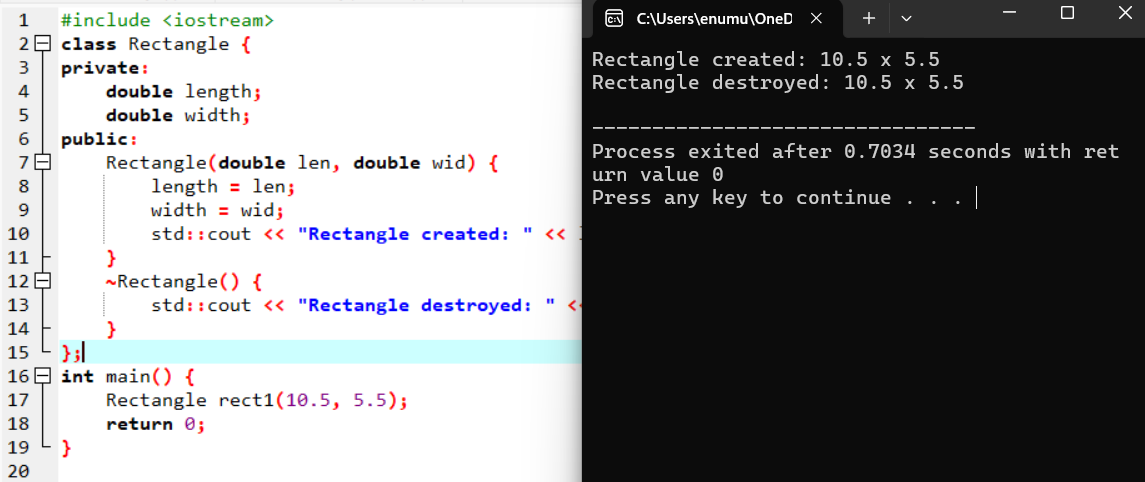 1 #include <iostream>
2 class Rectangle {
3 private:
4 double length;
5 double width;
6 public:
7 Rectangle(double len, double wid) {
8 length = len;
9 width = wid;
10 std::cout << "Rectangle created: " <<
11 }
12 ~Rectangle() {
13 std::cout << "Rectangle destroyed: " <
14 }
15 };
16 int main() {
17 Rectangle rect1(10.5, 5.5);
18 return 0;
19 }
20
C:\Users\enumu\OneD
Rectangle created: 10.5 x 5.5
Rectangle destroyed: 10.5 x 5.5
--------------------------------
Process exited after 0.7034 seconds with ret
urn value 0
Press any key to continue . . .